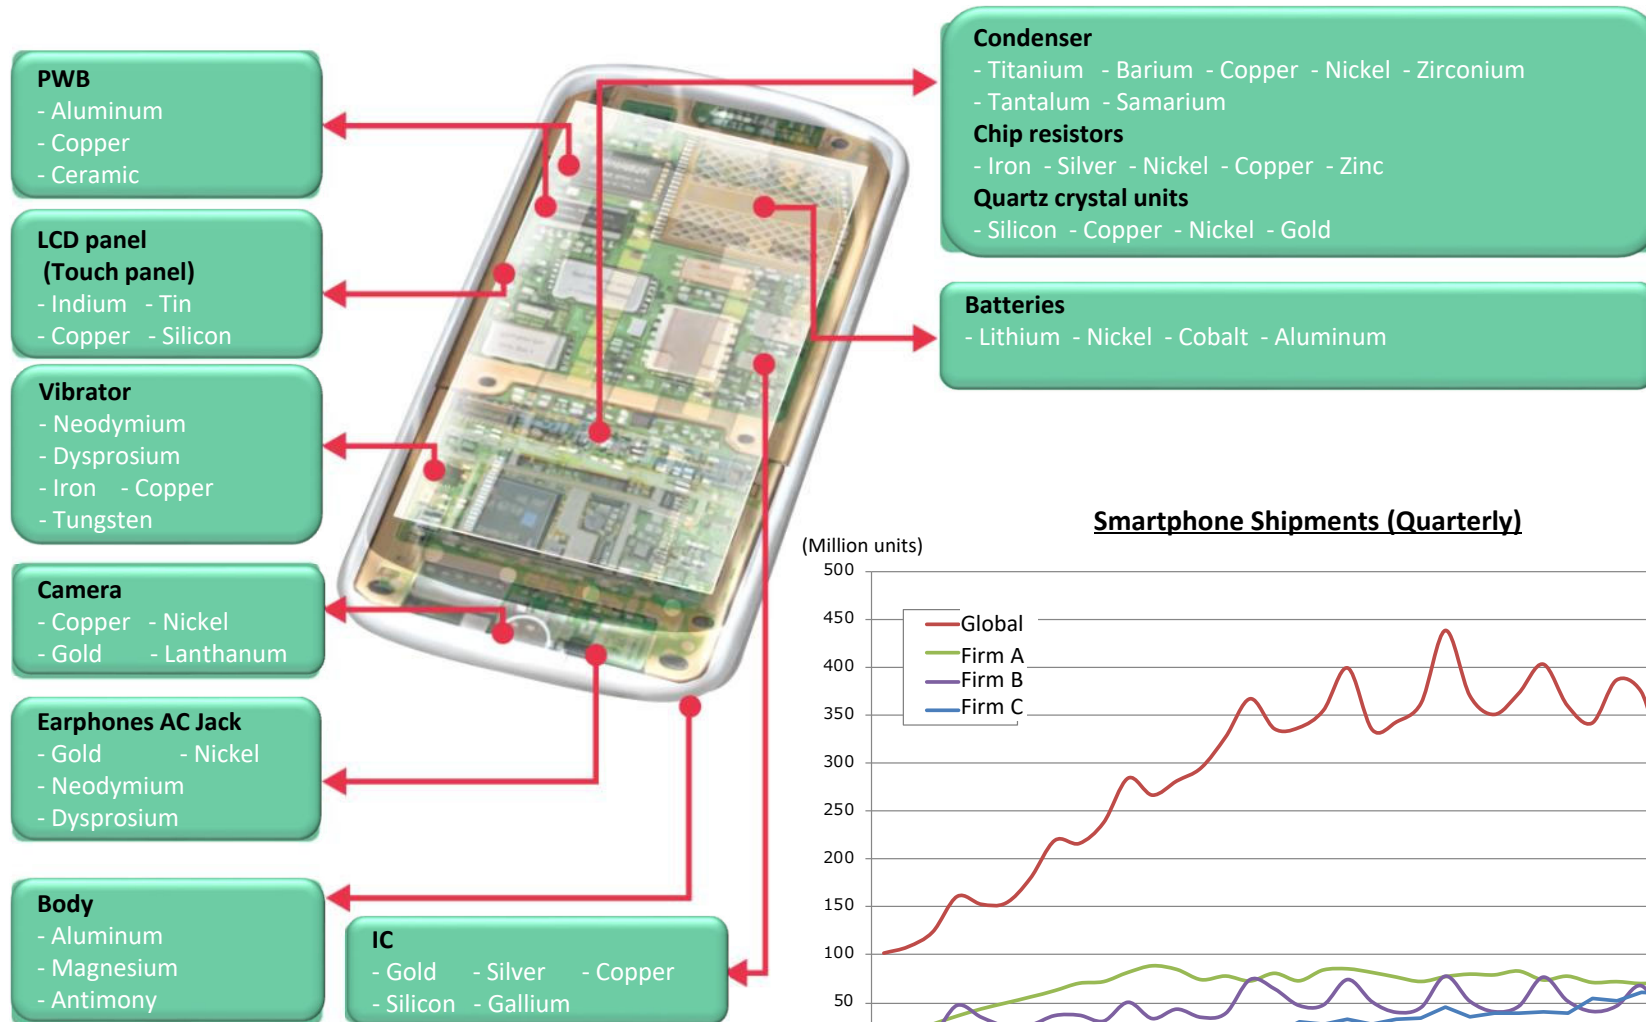 PWB
- Aluminum
- Copper
- Ceramic
LCD panel
(Touch panel)
- Indium - Tin
- Copper - Silicon
Vibrator
- Neodymium
- Dysprosium
- Iron - Copper
- Tungsten
Camera
- Copper - Nickel
- Gold - Lanthanum
Earphones AC Jack
- Gold - Nickel
- Neodymium
- Dysprosium
Body
- Aluminum
- Magnesium
- Antimony
IC
- Gold - Silver - Copper
- Silicon - Gallium
Condenser
- Titanium - Barium - Copper - Nickel - Zirconium
- Tantalum - Samarium
Chip resistors
- Iron - Silver - Nickel - Copper - Zinc
Quartz crystal units
- Silicon - Copper - Nickel - Gold
Batteries
- Lithium - Nickel - Cobalt - Aluminum
Smartphone Shipments (Quarterly)
(Million units)
500
450
400
350
300
250
200
150
100
50
Global
Firm A
Firm B
Firm C